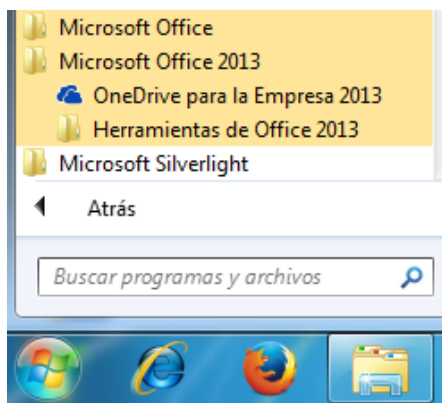 Microsoft Office
Microsoft Office 2013
OneDrive para la Empresa 2013
Herramientas de Office 2013
Microsoft Silverlight
Atrás
Buscar programas y archivos